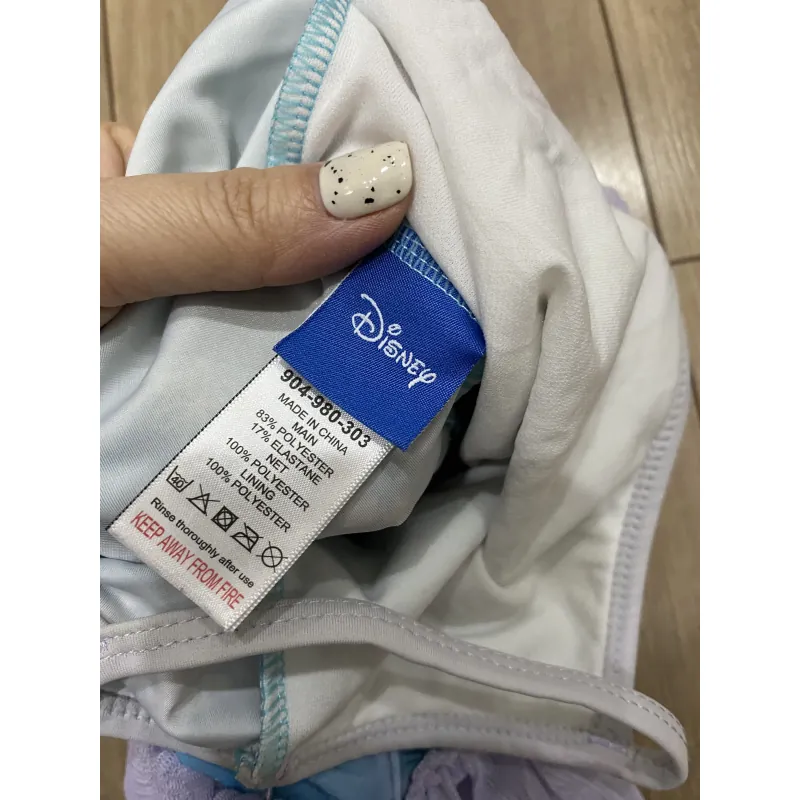 Disney
904-980-303
MADE IN CHINA
MAIN
83% POLYESTER
17% ELASTANE
NET
100% POLYESTER
LINING
100% POLYESTER
40
Rinse thoroughly after use
KEEP AWAY FROM FIRE